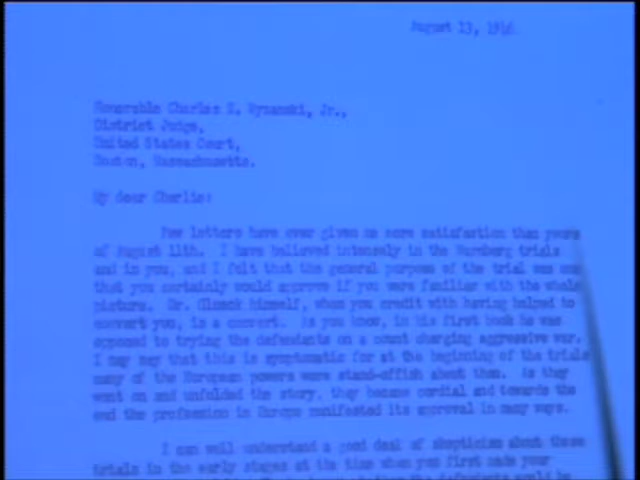 August 13, 1946
Honorable Charles E. Wyzanski, Jr.,
District Judge,
United States Court,
Boston, Massachusetts.
My dear Charlie:
Few letters have ever given me more satisfaction than yours
of August 11th. I have believed intensely in the Nurnberg trials
and in you, and I felt that the general purpose of the trial was one
that you certainly would approve if you were familiar with the whole
picture. Dr. Glueck himself, whom you credit with having helped to
convert you, is a convert. As you know, in his first book he was
opposed to trying the defendants on a count charging aggressive war.
I may say that this is symptomatic for at the beginning of the trials
many of the European powers were stand-offish about them. As they
went on and unfolded the story, they became cordial and towards the
end the profession in Europe manifested its approval in many ways.
I can well understand a good deal of skepticism about these
trials in the early stages at the time when you first made your
the defendants would be